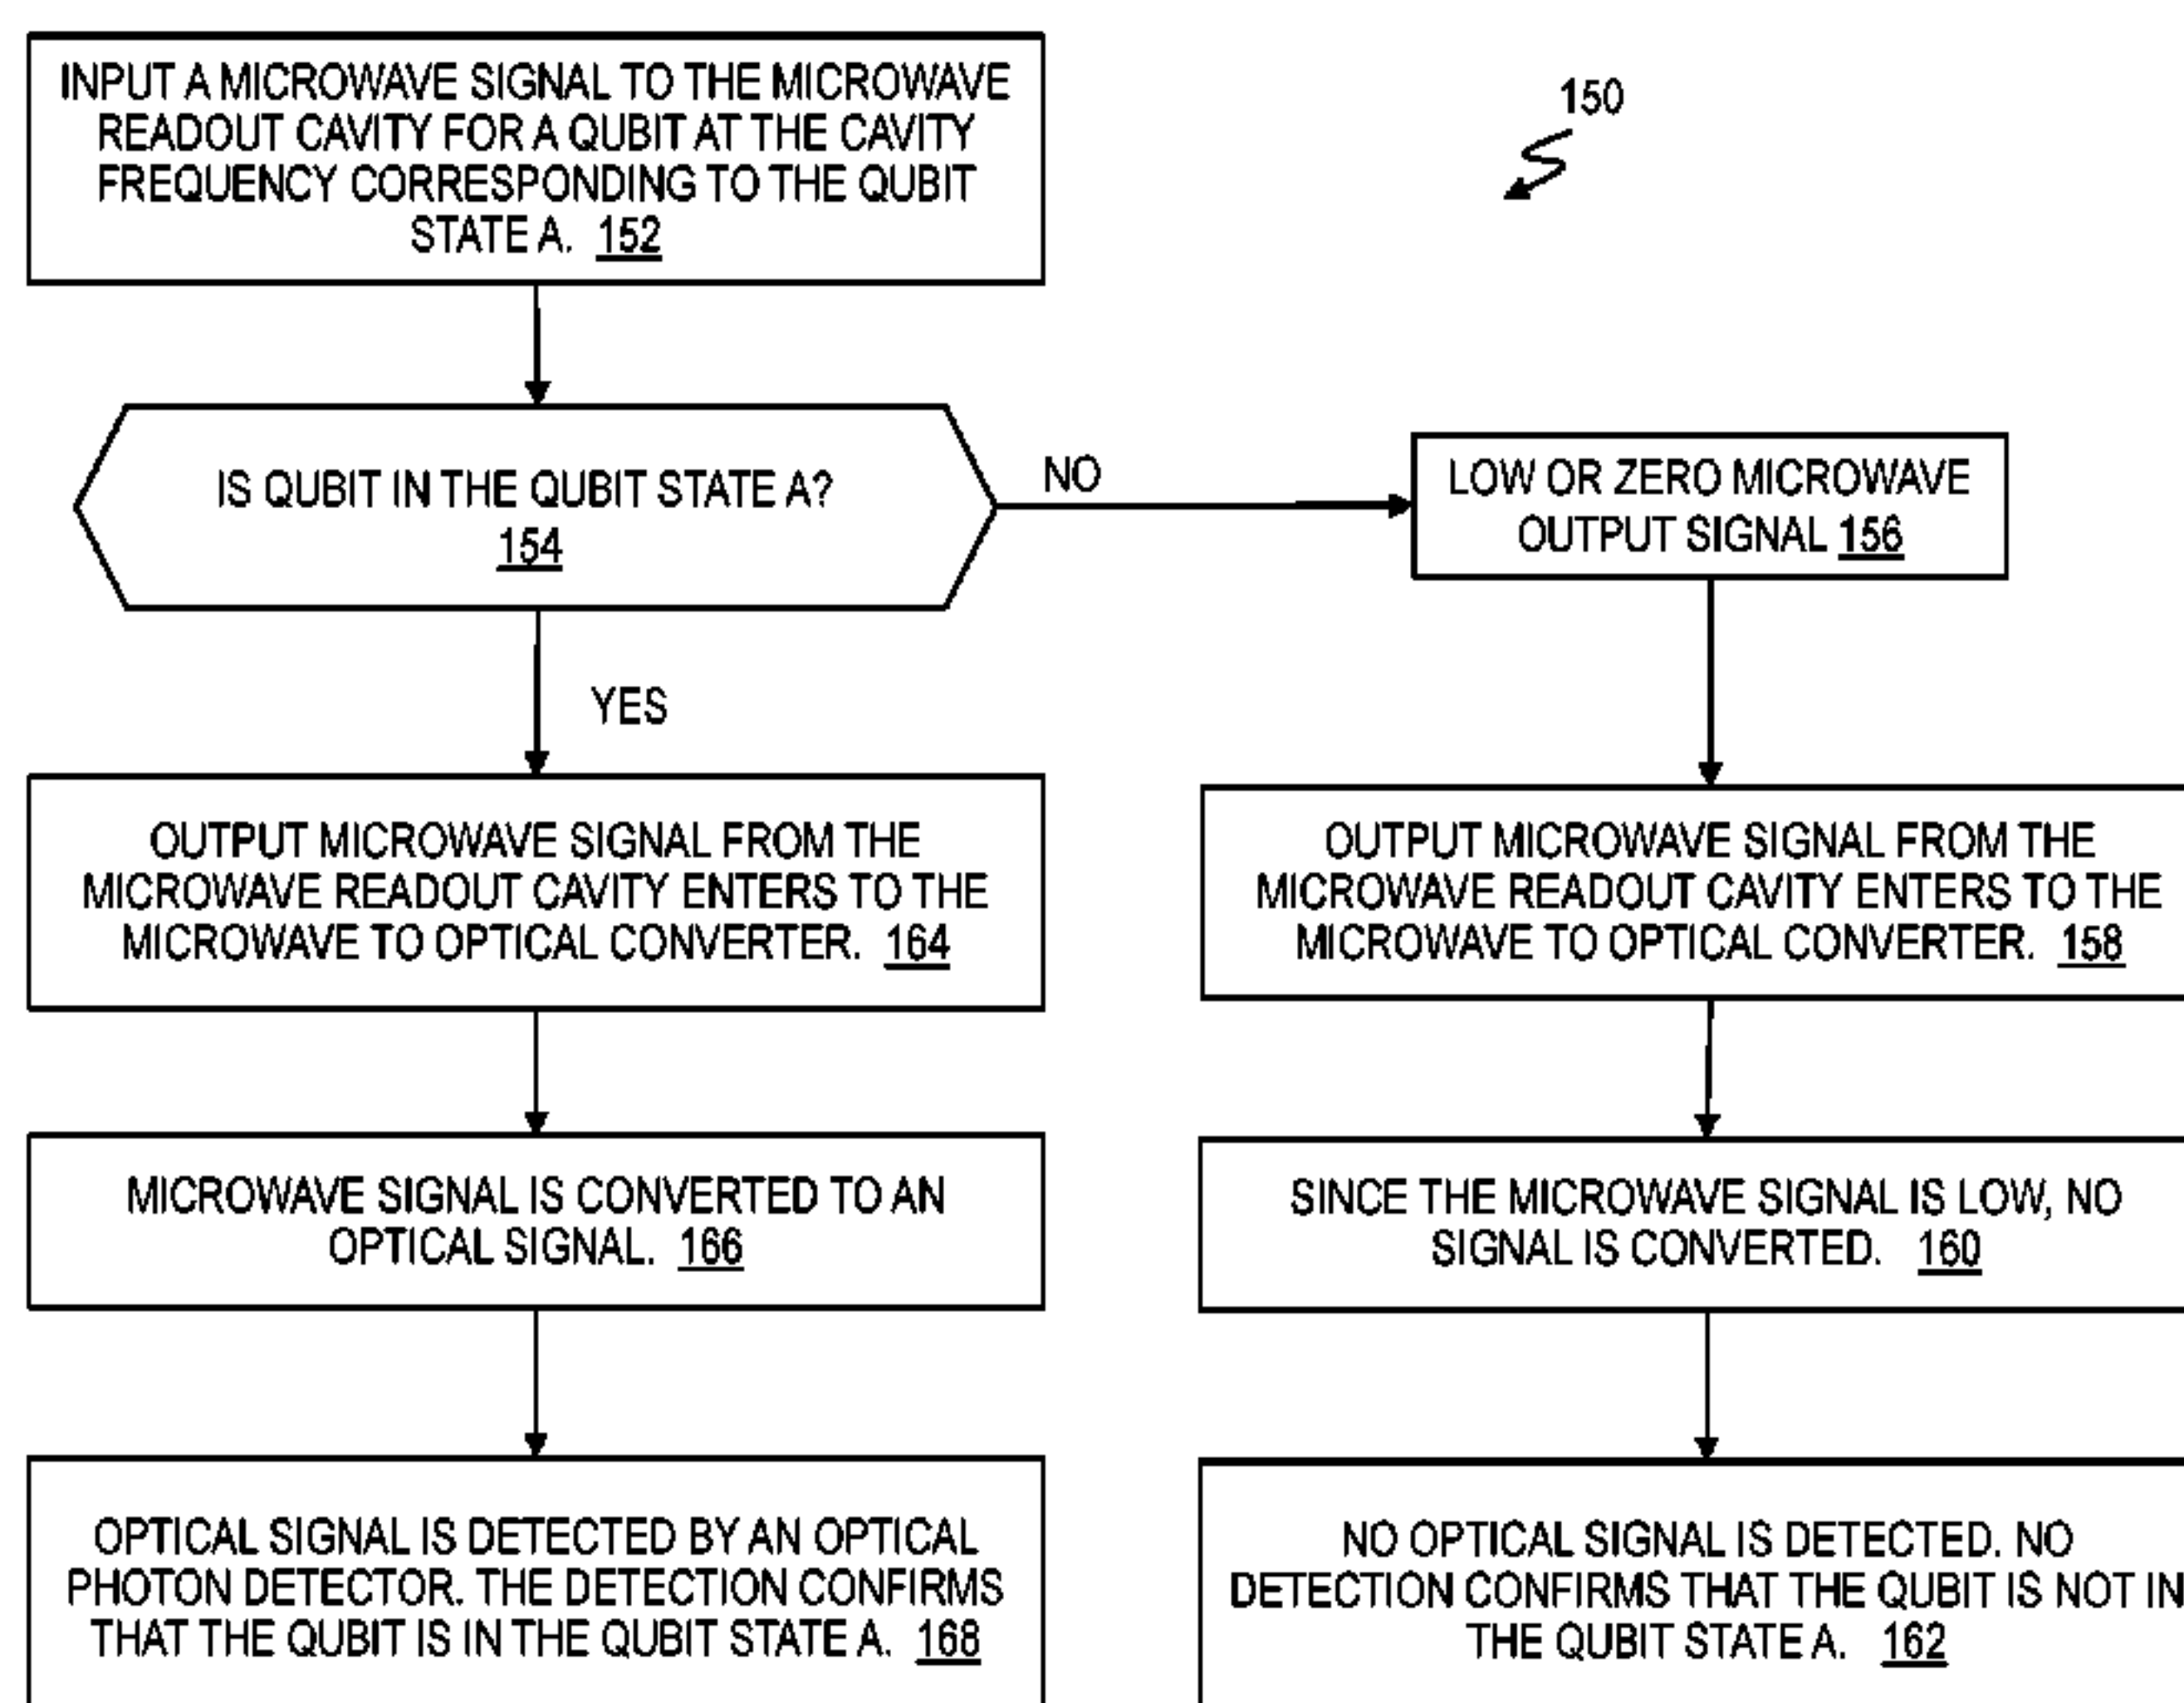 INPUT A MICROWAVE SIGNAL TO THE MICROWAVE
READOUT CAVITY FOR A QUBIT AT THE CAVITY
FREQUENCY CORRESPONDING TO THE QUBIT
STATE A. 152
150
IS QUBIT IN THE QUBIT STATE A?
154
NO
LOW OR ZERO MICROWAVE
OUTPUT SIGNAL 156
YES
OUTPUT MICROWAVE SIGNAL FROM THE
MICROWAVE READOUT CAVITY ENTERS TO THE
MICROWAVE TO OPTICAL CONVERTER. 164
OUTPUT MICROWAVE SIGNAL FROM THE
MICROWAVE READOUT CAVITY ENTERS TO THE
MICROWAVE TO OPTICAL CONVERTER. 158
MICROWAVE SIGNAL IS CONVERTED TO AN
OPTICAL SIGNAL. 166
SINCE THE MICROWAVE SIGNAL IS LOW, NO
SIGNAL IS CONVERTED. 160
OPTICAL SIGNAL IS DETECTED BY AN OPTICAL
PHOTON DETECTOR. THE DETECTION CONFIRMS
THAT THE QUBIT IS IN THE QUBIT STATE A. 168
NO OPTICAL SIGNAL IS DETECTED. NO
DETECTION CONFIRMS THAT THE QUBIT IS NOT IN
THE QUBIT STATE A. 162